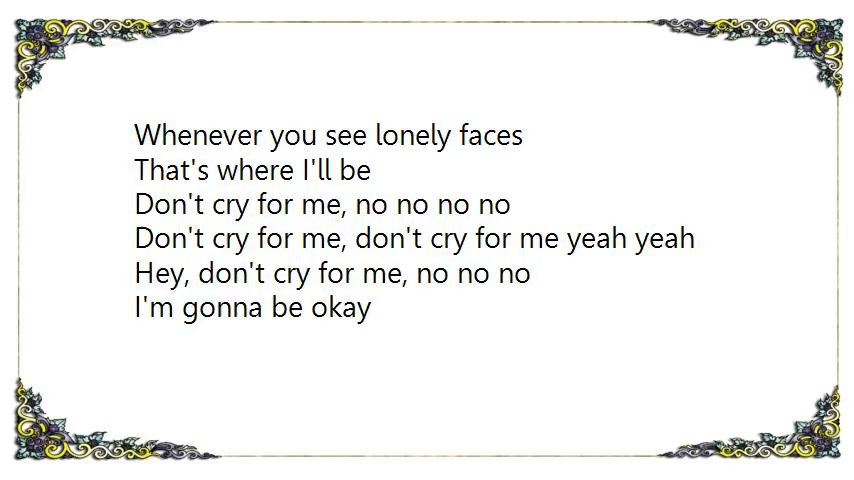 Whenever you see lonely faces
That's where I'll be
Don't cry for me, no no no no
Don't cry for me, don't cry for me yeah yeah
Hey, don't cry for me, no no no
I'm gonna be okay